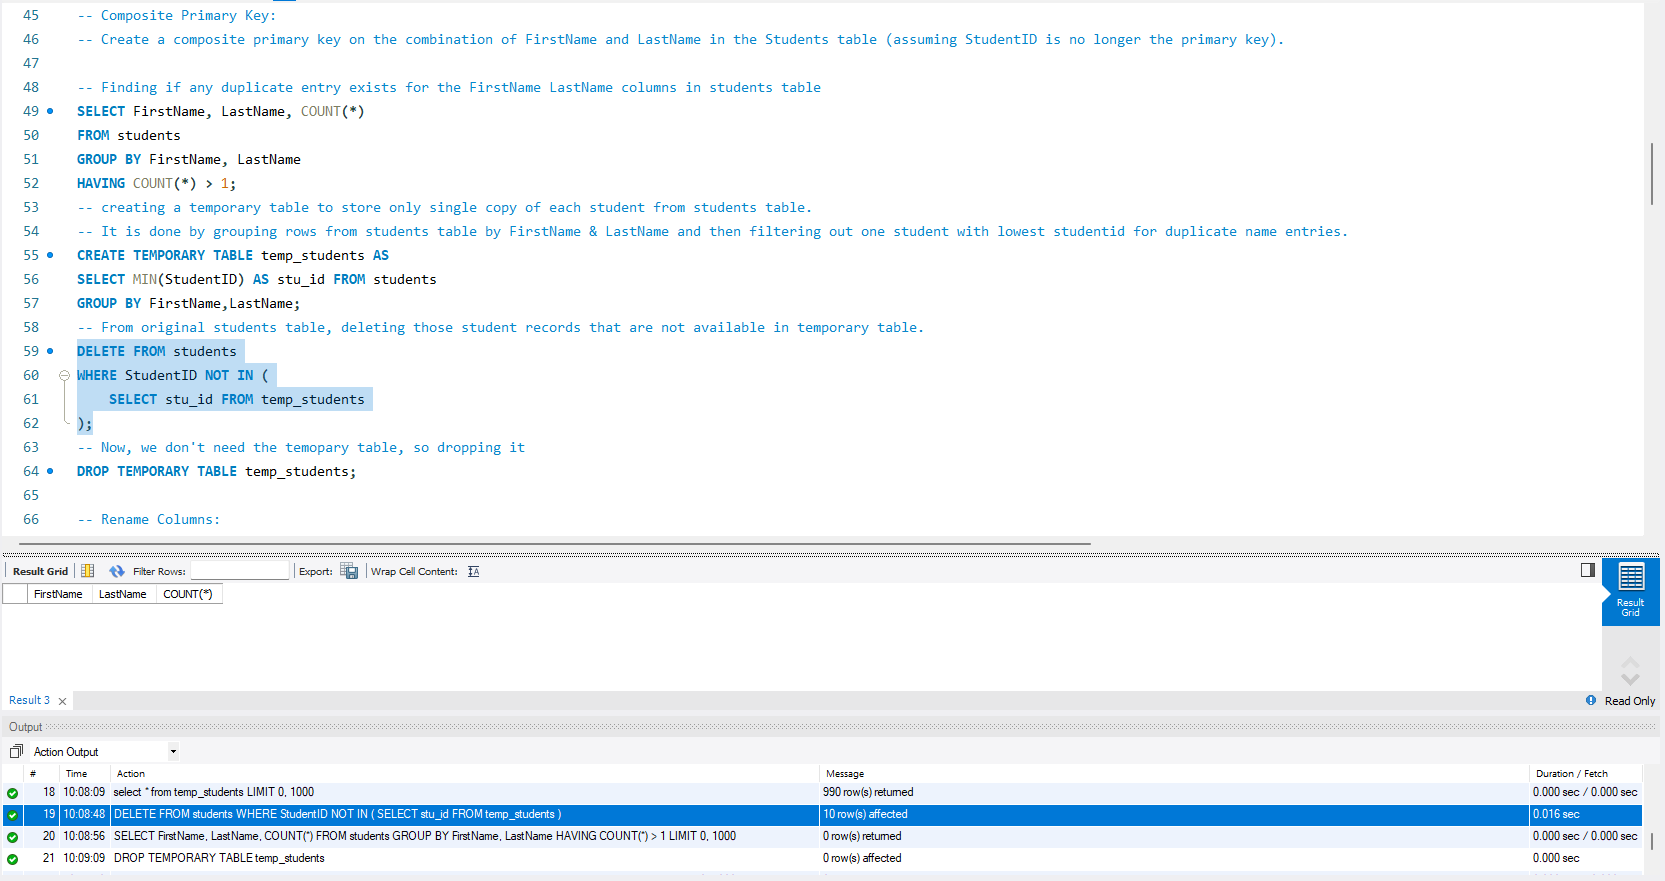 45 -- Composite Primary Key:
46 -- Create a composite primary key on the combination of FirstName and LastName in the Students table (assuming StudentID is no longer the primary key).
47
48 -- Finding if any duplicate entry exists for the FirstName LastName columns in students table
49 SELECT FirstName, LastName, COUNT(*)
50 FROM students
51 GROUP BY FirstName, LastName
52 HAVING COUNT(*) > 1;
53 -- creating a temporary table to store only single copy of each student from students table.
54 -- It is done by grouping rows from students table by FirstName & LastName and then filtering out one student with lowest studentid for duplicate name entries.
55 CREATE TEMPORARY TABLE temp_students AS
56 SELECT MIN(StudentID) AS stu_id FROM students
57 GROUP BY FirstName,LastName;
58 -- From original students table, deleting those student records that are not available in temporary table.
59 DELETE FROM students
60 WHERE StudentID NOT IN (
61 SELECT stu_id FROM temp_students
62 );
63 -- Now, we don't need the temopary table, so dropping it
64 DROP TEMPORARY TABLE temp_students;
65
66 -- Rename Columns:
Result Grid Filter Rows: Export: Wrap Cell Content:
FirstName LastName COUNT(*)
Result Grid
Result 3 Read Only
Output
Action Output
# Time Action Message Duration / Fetch
18 10:08:09 select * from temp_students LIMIT 0, 1000 990 row(s) returned 0.000 sec / 0.000 sec
19 10:08:48 DELETE FROM students WHERE StudentID NOT IN ( SELECT stu_id FROM temp_students ) 10 row(s) affected 0.016 sec
20 10:08:56 SELECT FirstName, LastName, COUNT(*) FROM students GROUP BY FirstName, LastName HAVING COUNT(*) > 1 LIMIT 0, 1000 0 row(s) returned 0.000 sec / 0.000 sec
21 10:09:09 DROP TEMPORARY TABLE temp_students 0 row(s) affected 0.000 sec